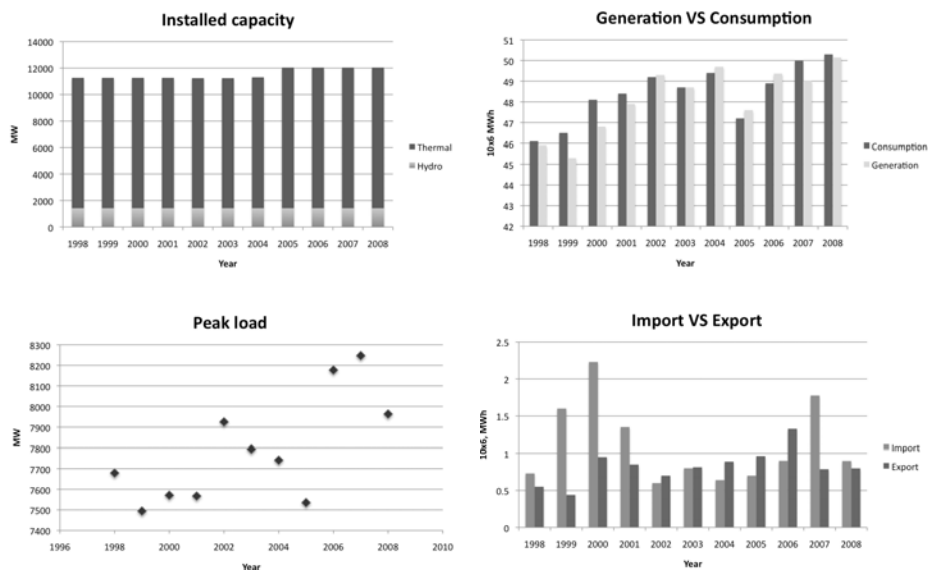 Installed capacity
14000
12000
10000
8000
6000
4000
2000
0
MW
1998 1999 2000 2001 2002 2003 2004 2005 2006 2007 2008
Year
Thermal
Hydro
Generation VS Consumption
51
50
49
48
47
46
45
44
43
42
10x6 MWh
1998 1999 2000 2001 2002 2003 2004 2005 2006 2007 2008
Year
Consumption
Generation
Peak load
8300
8200
8100
8000
7900
7800
7700
7600
7500
7400
MW
1996 1998 2000 2002 2004 2006 2008 2010
Year
Import VS Export
2.5
2
1.5
1
0.5
0
10x6, MWh
1998 1999 2000 2001 2002 2003 2004 2005 2006 2007 2008
Year
Import
Export